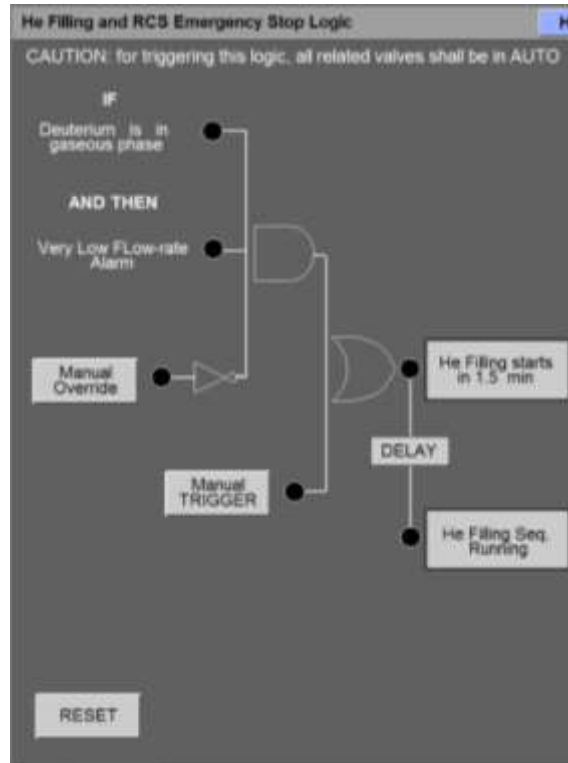 He Filling and RCS Emergency Stop Logic
H
CAUTION: for triggering this logic, all related valves shall be in AUTO
IF
Deuterium is in
gaseous phase
AND THEN
Very Low FLow-rate
Alarm
Manual
Override
He Filling starts
in 1.5 min
DELAY
Manual
TRIGGER
He Filling Seq.
Running
RESET